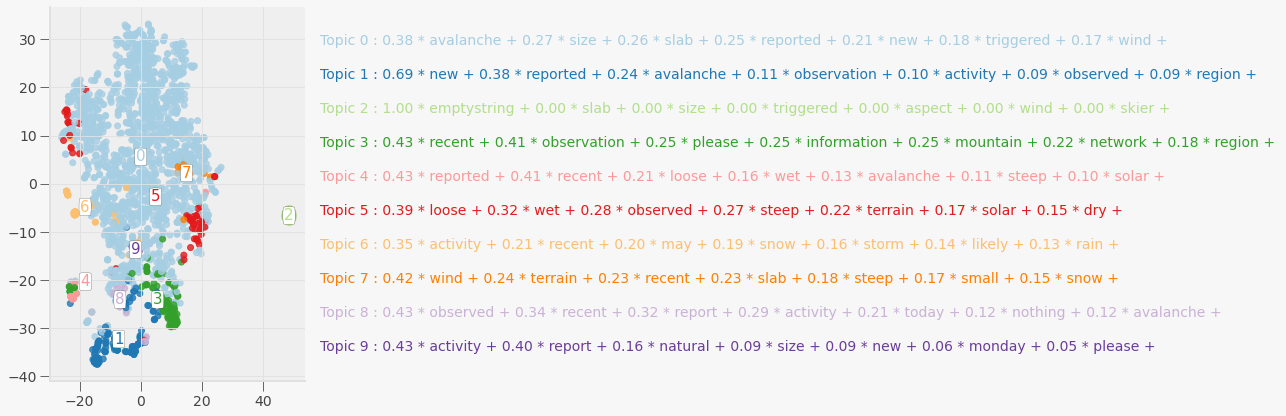 30
20
10
0
−10
−20
−30
−40
−20 0 20 40
0
7
5
6
2
9
4
8
3
1
Topic 0 : 0.38 * avalanche + 0.27 * size + 0.26 * slab + 0.25 * reported + 0.21 * new + 0.18 * triggered + 0.17 * wind +
Topic 1 : 0.69 * new + 0.38 * reported + 0.24 * avalanche + 0.11 * observation + 0.10 * activity + 0.09 * observed + 0.09 * region +
Topic 2 : 1.00 * emptystring + 0.00 * slab + 0.00 * size + 0.00 * triggered + 0.00 * aspect + 0.00 * wind + 0.00 * skier +
Topic 3 : 0.43 * recent + 0.41 * observation + 0.25 * please + 0.25 * information + 0.25 * mountain + 0.22 * network + 0.18 * region +
Topic 4 : 0.43 * reported + 0.41 * recent + 0.21 * loose + 0.16 * wet + 0.13 * avalanche + 0.11 * steep + 0.10 * solar +
Topic 5 : 0.39 * loose + 0.32 * wet + 0.28 * observed + 0.27 * steep + 0.22 * terrain + 0.17 * solar + 0.15 * dry +
Topic 6 : 0.35 * activity + 0.21 * recent + 0.20 * may + 0.19 * snow + 0.16 * storm + 0.14 * likely + 0.13 * rain +
Topic 7 : 0.42 * wind + 0.24 * terrain + 0.23 * recent + 0.23 * slab + 0.18 * steep + 0.17 * small + 0.15 * snow +
Topic 8 : 0.43 * observed + 0.34 * recent + 0.32 * report + 0.29 * activity + 0.21 * today + 0.12 * nothing + 0.12 * avalanche +
Topic 9 : 0.43 * activity + 0.40 * report + 0.16 * natural + 0.09 * size + 0.09 * new + 0.06 * monday + 0.05 * please +